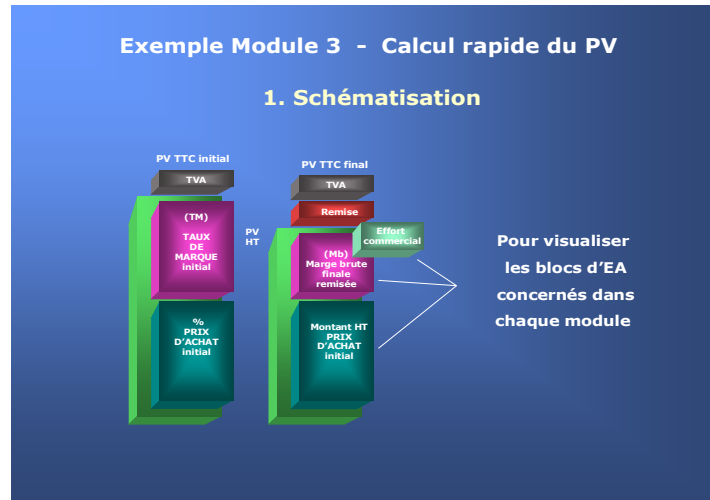 Exemple Module 3 - Calcul rapide du PV
1. Schématisation
PV TTC initial
TVA
(TM)
TAUX
DE
MARQUE
initial
%
PRIX
D'ACHAT
initial
PV
HT
PV TTC final
TVA
Remise
Effort
commercial
(Mb)
Marge brute
finale
remisée
Montant HT
PRIX
D'ACHAT
initial
Pour visualiser
les blocs d'EA
concernés dans
chaque module